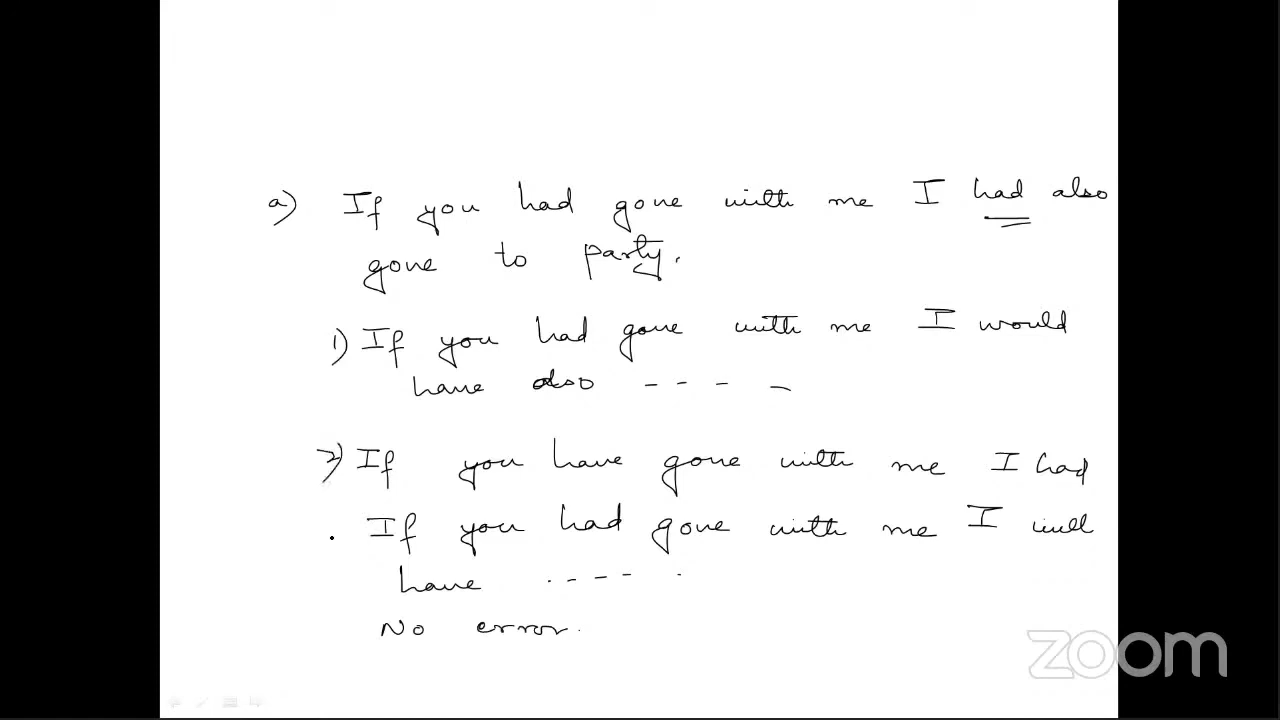 a) If you had gone with me I had also
gone to party.
1) If you had gone with me I would
have also - - - -
2) If you have gone with me I had
. If you had gone with me I will
have . - - - .
No error.
zoom